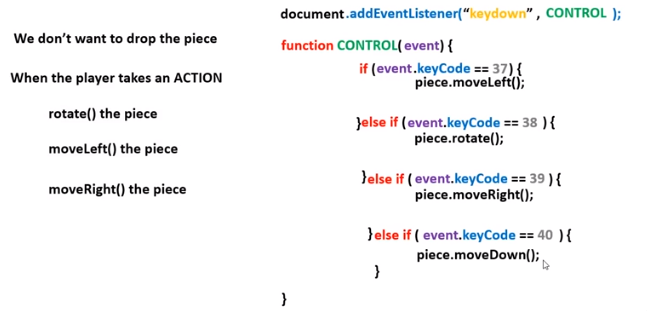 We don't want to drop the piece
When the player takes an ACTION
rotate() the piece
moveLeft() the piece
moveRight() the piece
document.addEventListener(“keydown” , CONTROL );
function CONTROL( event) {
if (event.keyCode == 37) {
piece.moveLeft();
}else if (event.keyCode == 38 ) {
piece.rotate();
}else if ( event.keyCode == 39 ) {
piece.moveRight();
}else if ( event.keyCode == 40 ) {
piece.moveDown();
}
}